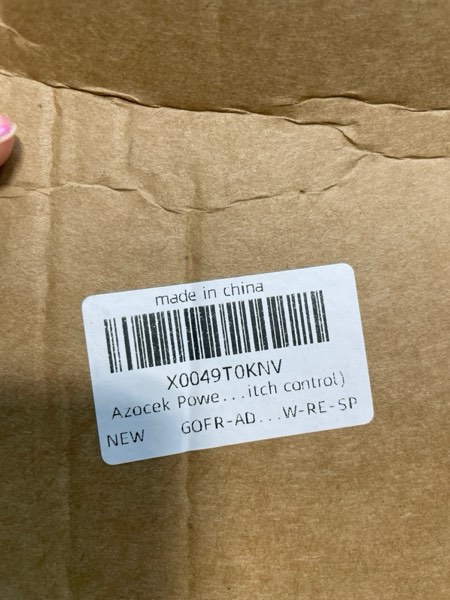 made in china
X0049T0KNV
Azocek Powe...itch control)
NEW GOFR-AD...W-RE-SP